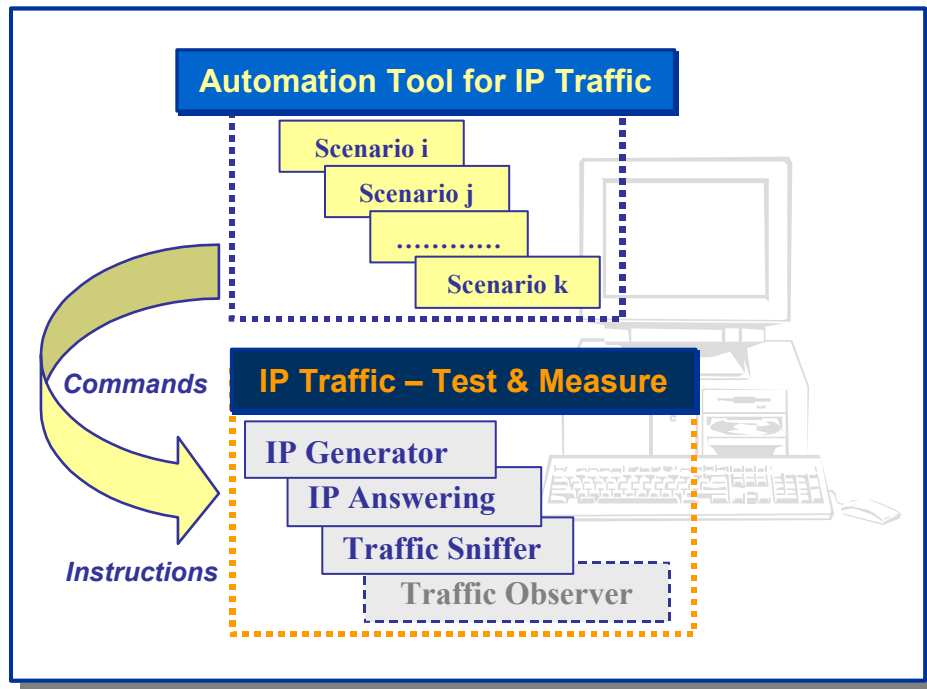 Automation Tool for IP Traffic
Scenario i
Scenario j
............
Scenario k
Commands
IP Traffic – Test & Measure
IP Generator
IP Answering
Traffic Sniffer
Instructions
Traffic Observer